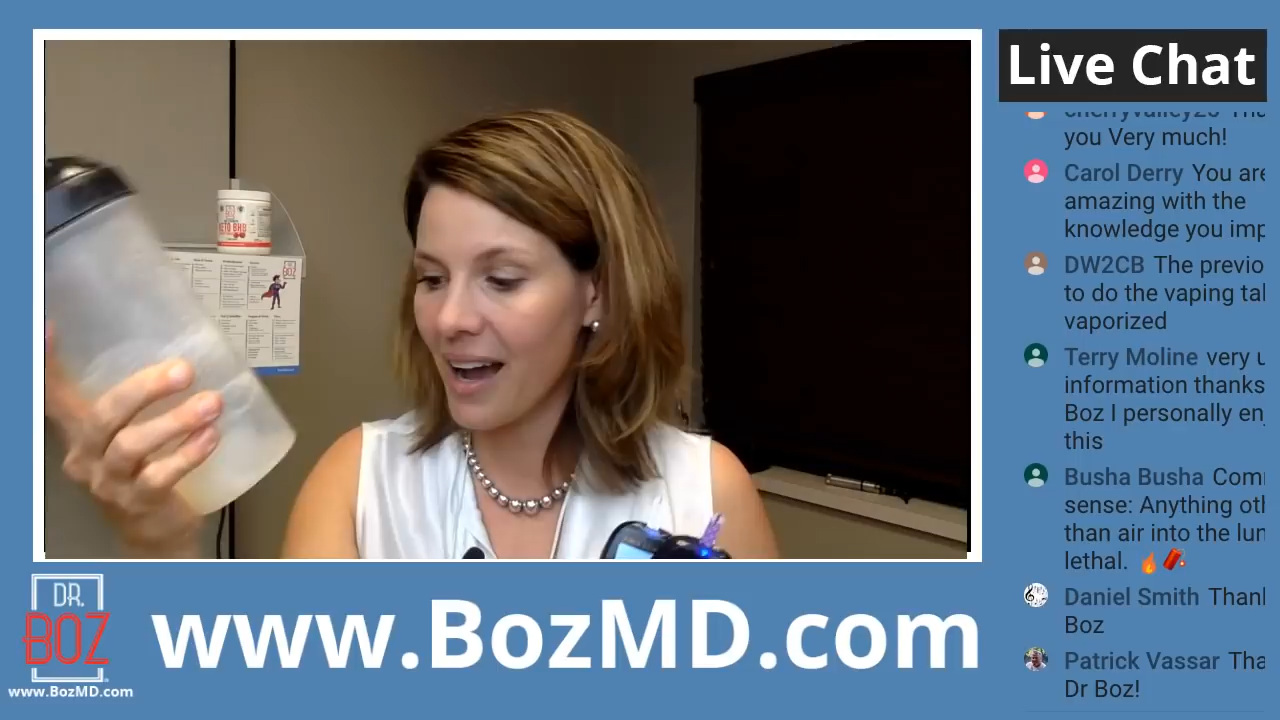 Live Chat
you Very much!
Carol Derry You are
amazing with the
knowledge you imp
DW2CB The previo
to do the vaping tal
vaporized
Terry Moline very u
information thanks
Boz I personally en
this
Busha Busha Com
sense: Anything oth
than air into the lun
lethal.
Daniel Smith Thanl
Boz
Patrick Vassar Tha
Dr Boz!
DR.
BOZ
KETO BHB
DR.
BOZ
www.BozMD.com
www.BozMD.com